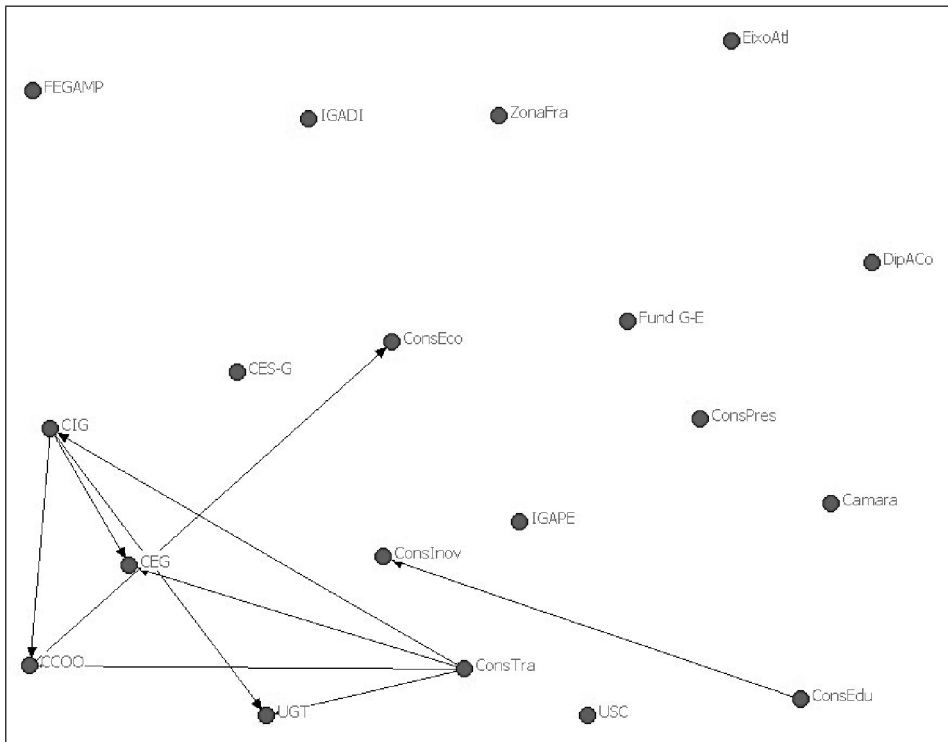 EixoAtl
FEGAMP
IGADI
ZonaFra
DipACo
Fund G-E
ConsEco
CES-G
ConsPres
CIG
Camara
IGAPE
ConsInov
CEG
CCOO
ConsTra
ConsEdu
UGT
USC